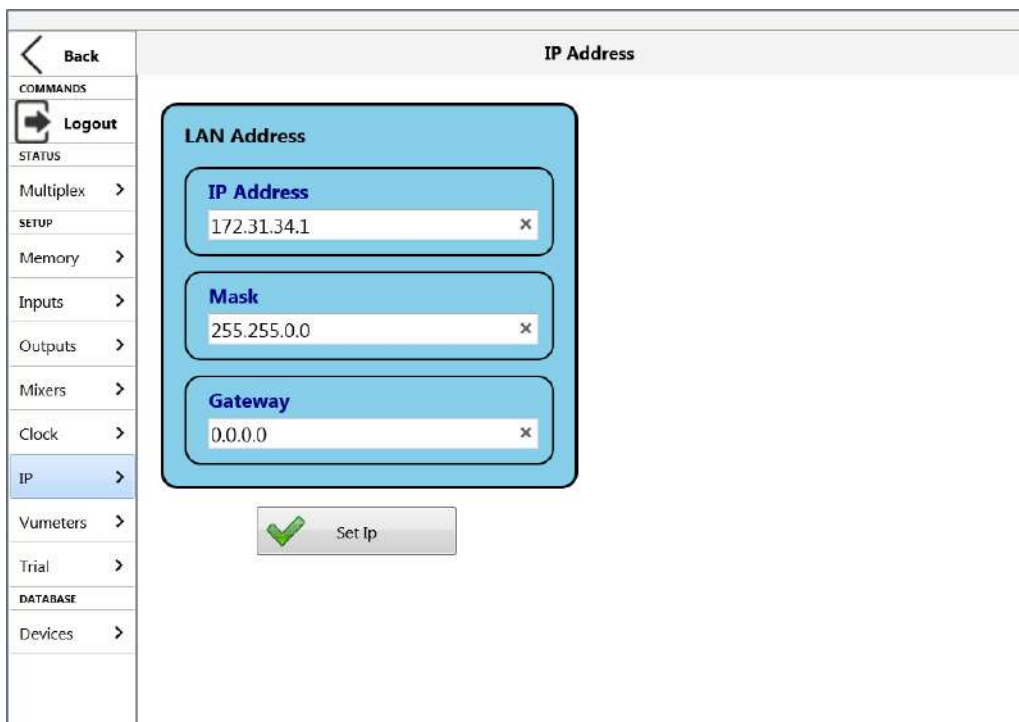 Back
IP Address
COMMANDS
Logout
STATUS
Multiplex
SETUP
Memory
Inputs
Outputs
Mixers
Clock
IP
Vumeters
Trial
DATABASE
Devices
LAN Address
IP Address
172.31.34.1
Mask
255.255.0.0
Gateway
0.0.0.0
Set Ip